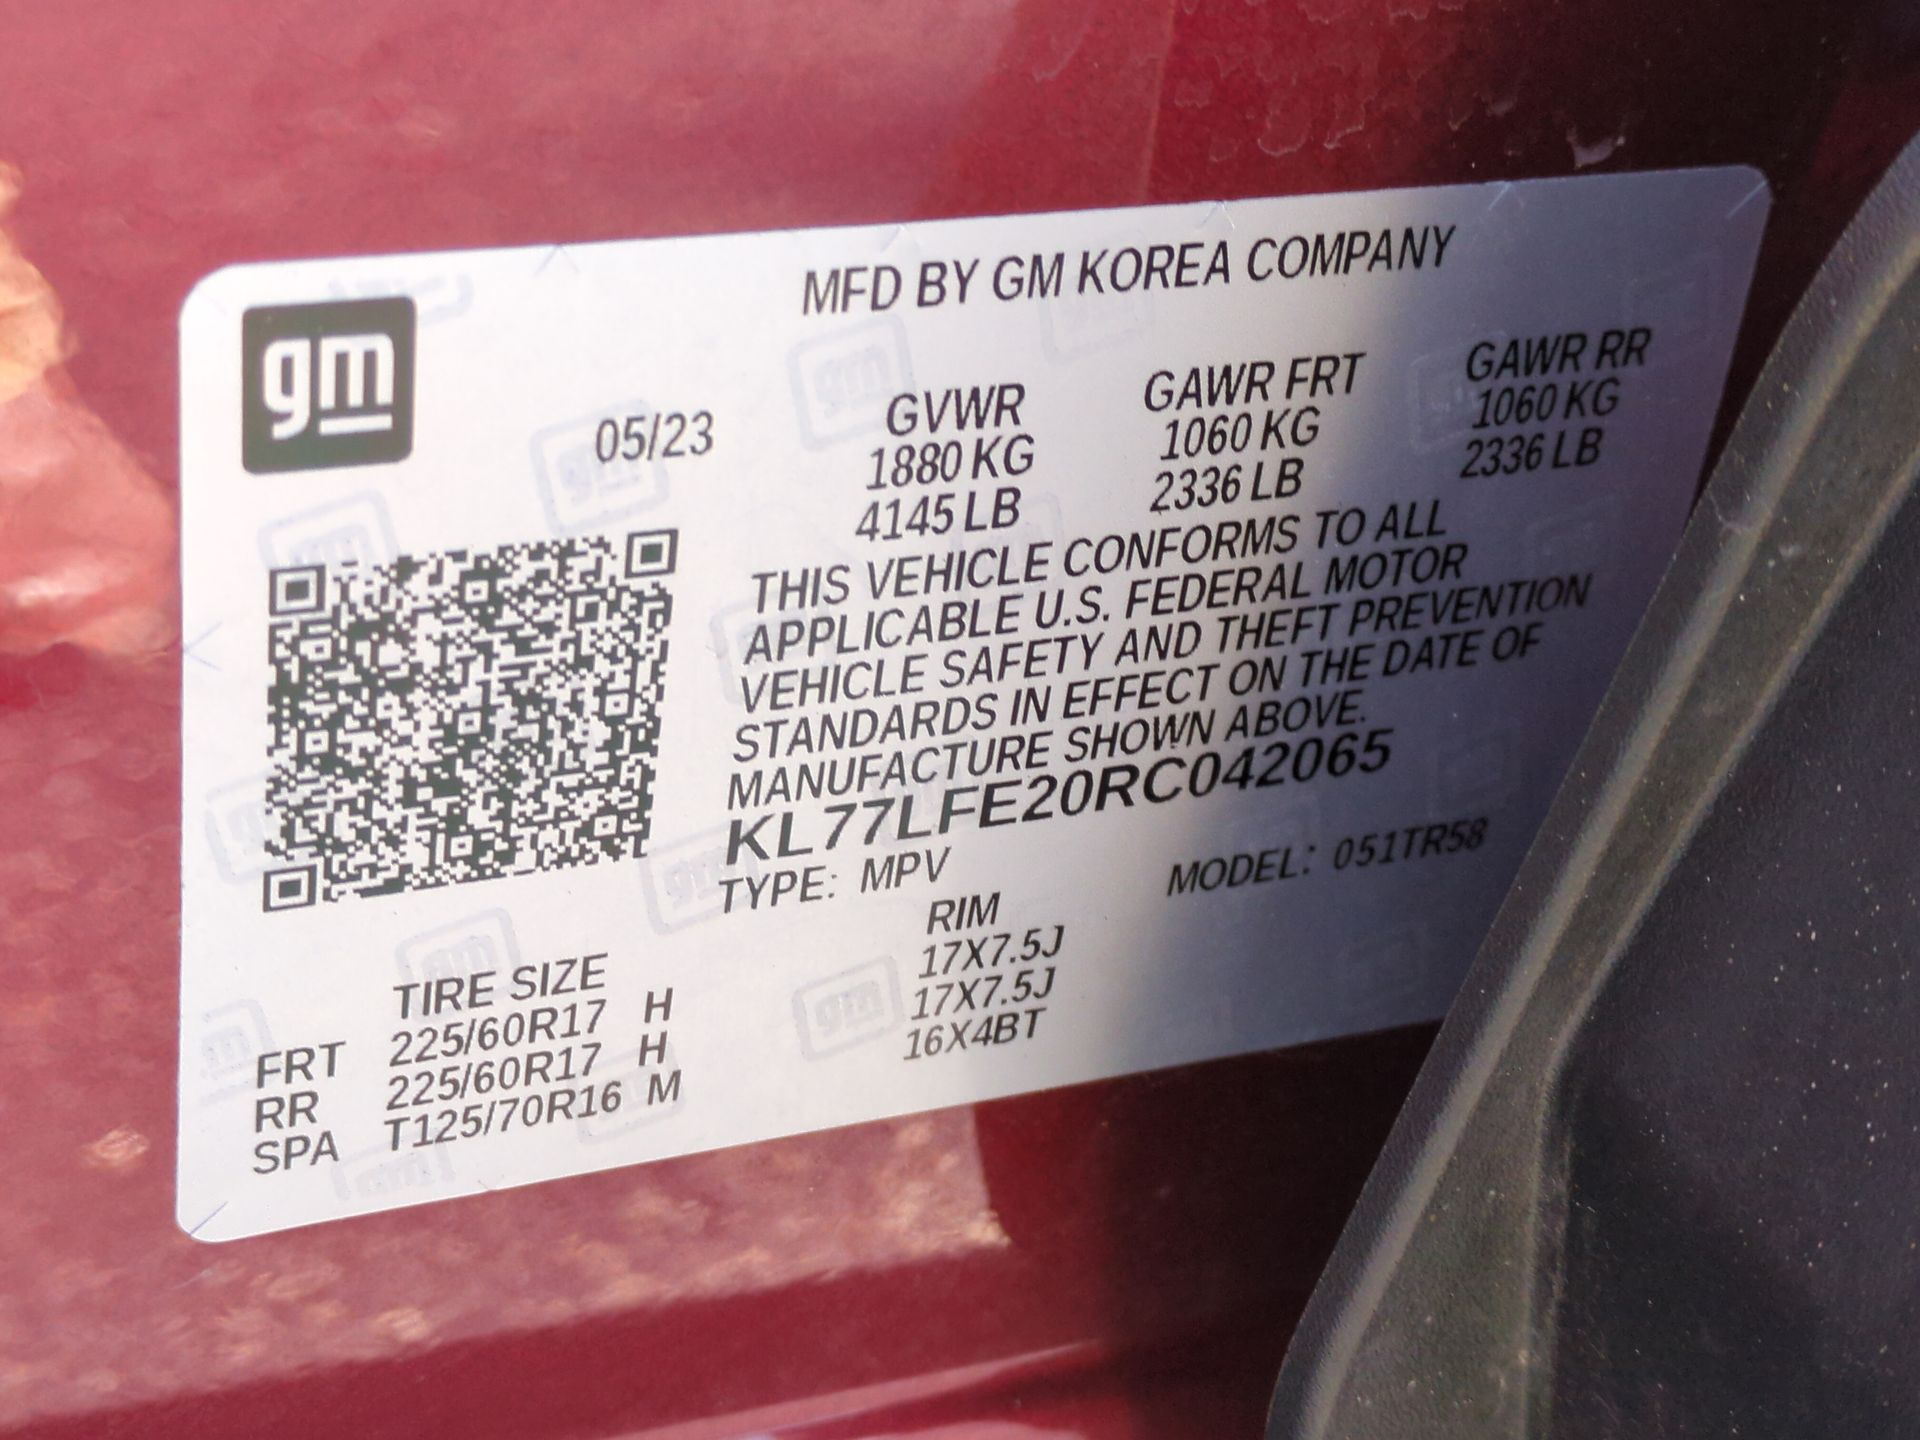 MFD BY GM KOREA COMPANY
gm
05/23
GVWR GAWR FRT GAWR RR
1880 KG 1060 KG 1060 KG
4145 LB 2336 LB 2336 LB
THIS VEHICLE CONFORMS TO ALL
APPLICABLE U.S. FEDERAL MOTOR
VEHICLE SAFETY AND THEFT PREVENTION
STANDARDS IN EFFECT ON THE DATE OF
MANUFACTURE SHOWN ABOVE.
KL77LFE20RC042065
TYPE: MPV MODEL: 051TR58
TIRE SIZE RIM
FRT 225/60R17 H 17X7.5J
RR 225/60R17 H 17X7.5J
SPA T125/70R16 M 16X4BT